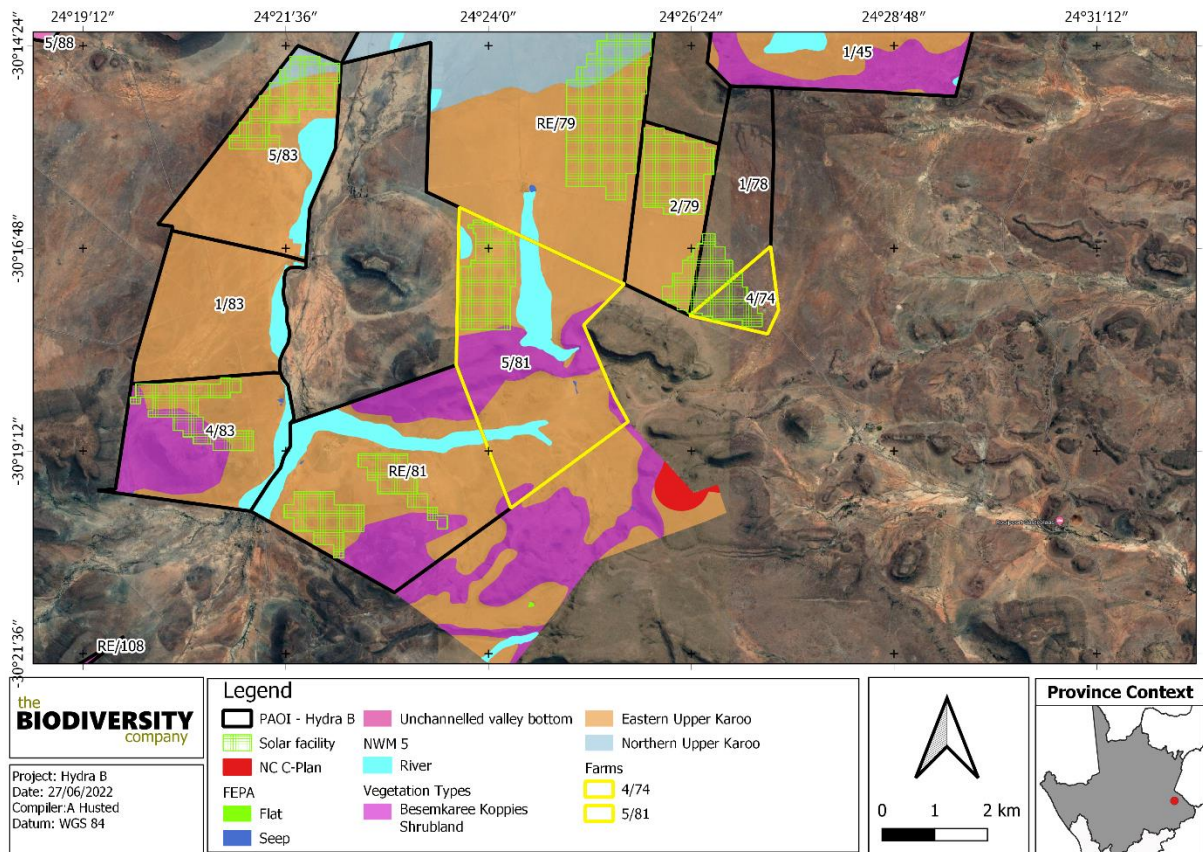 24°19'12" 24°21'36" 24°24'0" 24°26'24" 24°28'48" 24°31'12"
-30°14'24"
-30°16'48"
-30°19'12"
-30°21'36"
5/88
1/45
RE/79
5/83
1/78
2/79
1/83
4/74
5/81
4/83
RE/81
RE/108
the
BIODIVERSITY
company
Project: Hydra B
Date: 27/06/2022
Compiler:A Husted
Datum: WGS 84
Legend
PAOI - Hydra B
Solar facility
NC C-Plan
FEPA
Flat
Seep
Unchannelled valley bottom
NWM 5
River
Vegetation Types
Besemkaree Koppies
Shrubland
Eastern Upper Karoo
Northern Upper Karoo
Farms
4/74
5/81
0 1 2 km
Province Context